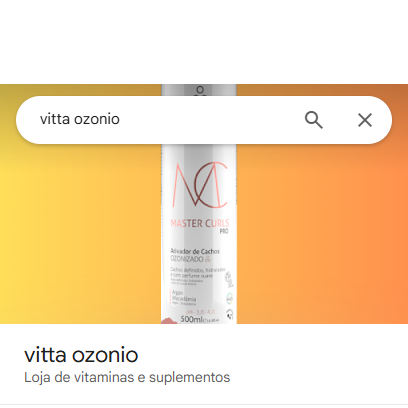 vitta ozonio
MASTER CURLS
PRO
Ativador de Cachos
OZONIZADO
Cachos definidos, hidratados
e com perfume suave
Argan
Macadâmia
500ml
vitta ozonio
Loja de vitaminas e suplementos